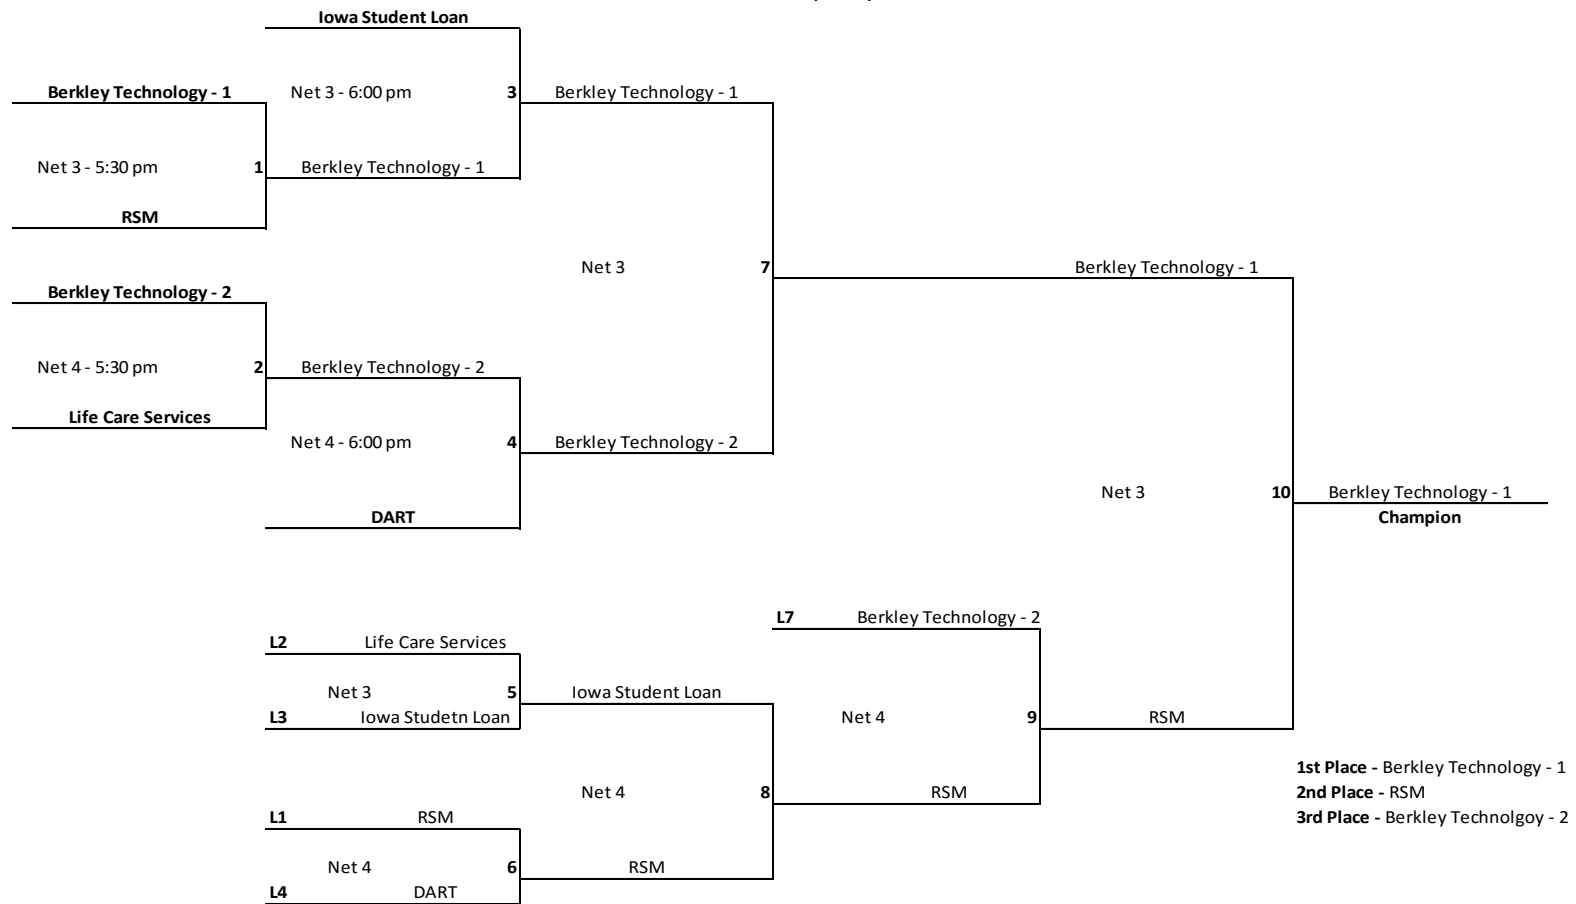 Iowa Student Loan
Berkley Technology - 1 Net 3 - 6:00 pm 3 Berkley Technology - 1
Net 3 - 5:30 pm 1 Berkley Technology - 1
RSM
Net 3 7 Berkley Technology - 1
Berkley Technology - 2
Net 4 - 5:30 pm 2 Berkley Technology - 2
Life Care Services
Net 4 - 6:00 pm 4 Berkley Technology - 2
Net 3 10 Berkley Technology - 1
DART Champion
L7 Berkley Technology - 2
L2 Life Care Services
Net 3 5 Iowa Student Loan
L3 Iowa Studetn Loan Net 4 9 RSM
1st Place - Berkley Technology - 1
Net 4 8 RSM 2nd Place - RSM
L1 RSM 3rd Place - Berkley Technolgoy - 2
Net 4 6 RSM
L4 DART